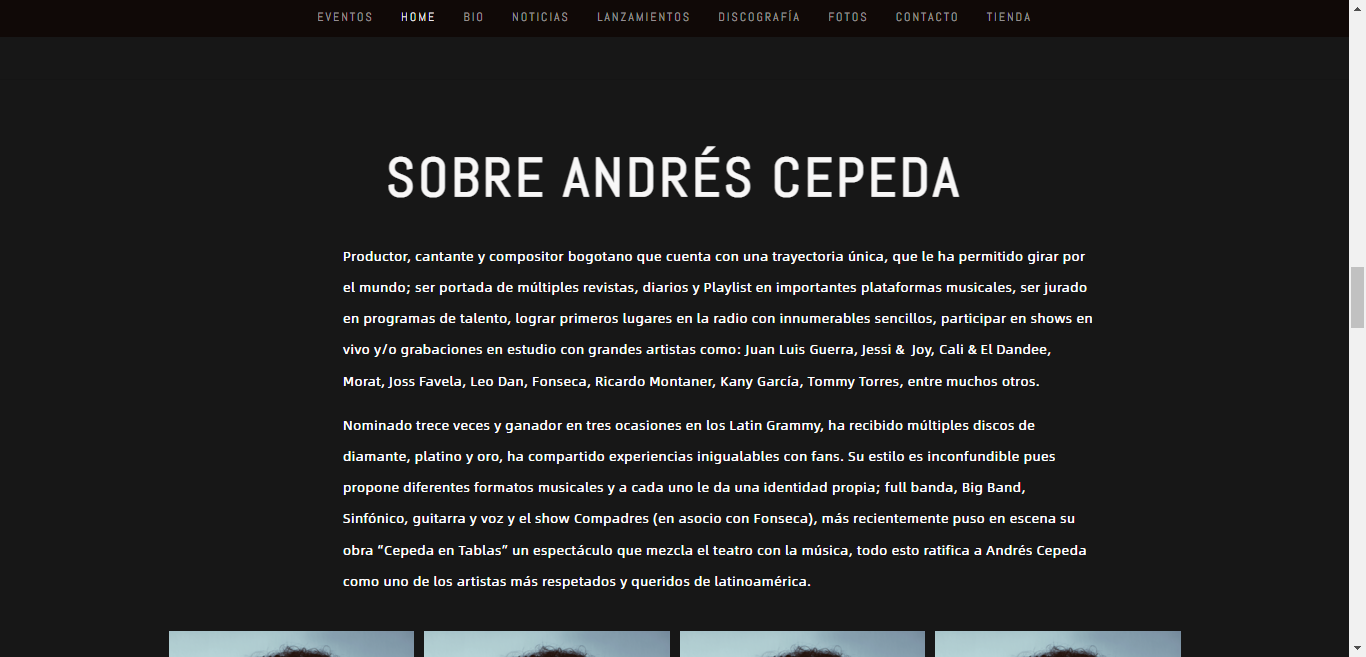 EVENTOS HOME BIO NOTICIAS LANZAMIENTOS DISCOGRAFÍA FOTOS CONTACTO TIENDA
SOBRE ANDRÉS CEPEDA
Productor, cantante y compositor bogotano que cuenta con una trayectoria única, que le ha permitido girar por
el mundo; ser portada de múltiples revistas, diarios y Playlist en importantes plataformas musicales, ser jurado
en programas de talento, lograr primeros lugares en la radio con innumerables sencillos, participar en shows en
vivo y/o grabaciones en estudio con grandes artistas como: Juan Luis Guerra, Jessi & Joy, Cali & El Dandee,
Morat, Joss Favela, Leo Dan, Fonseca, Ricardo Montaner, Kany García, Tommy Torres, entre muchos otros.
Nominado trece veces y ganador en tres ocasiones en los Latin Grammy, ha recibido múltiples discos de
diamante, platino y oro, ha compartido experiencias inigualables con fans. Su estilo es inconfundible pues
propone diferentes formatos musicales y a cada uno le da una identidad propia; full banda, Big Band,
Sinfónico, guitarra y voz y el show Compadres (en asocio con Fonseca), más recientemente puso en escena su
obra “Cepeda en Tablas” un espectáculo que mezcla el teatro con la música, todo esto ratifica a Andrés Cepeda
como uno de los artistas más respetados y queridos de latinoamérica.